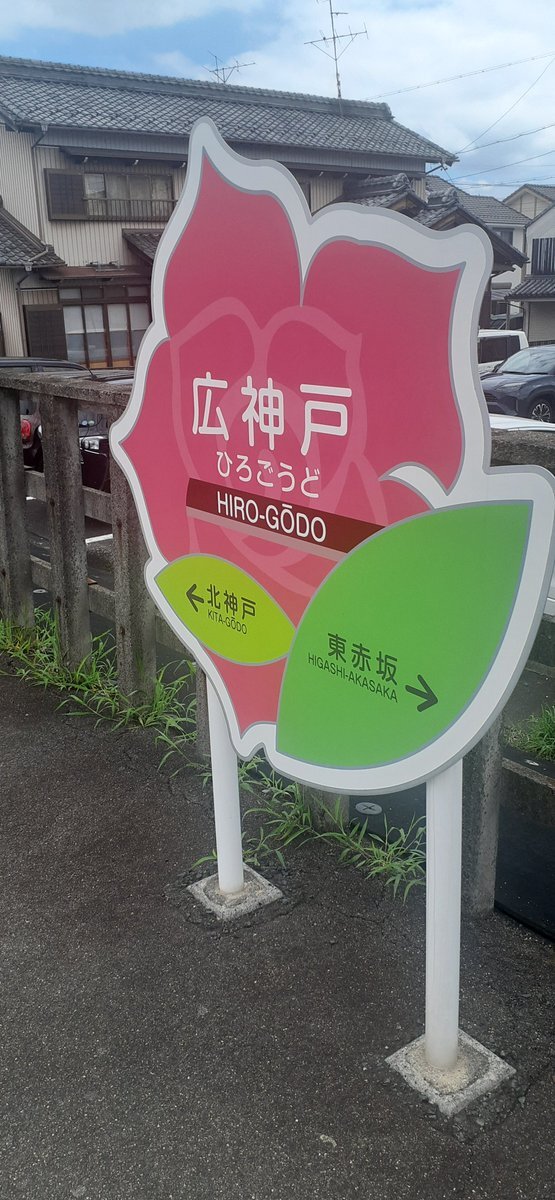 広神戸
ひろごうど
HIRO-GŌDO
←北神戸
KITA-GŌDO
東赤坂
HIGASHI-AKASAKA →